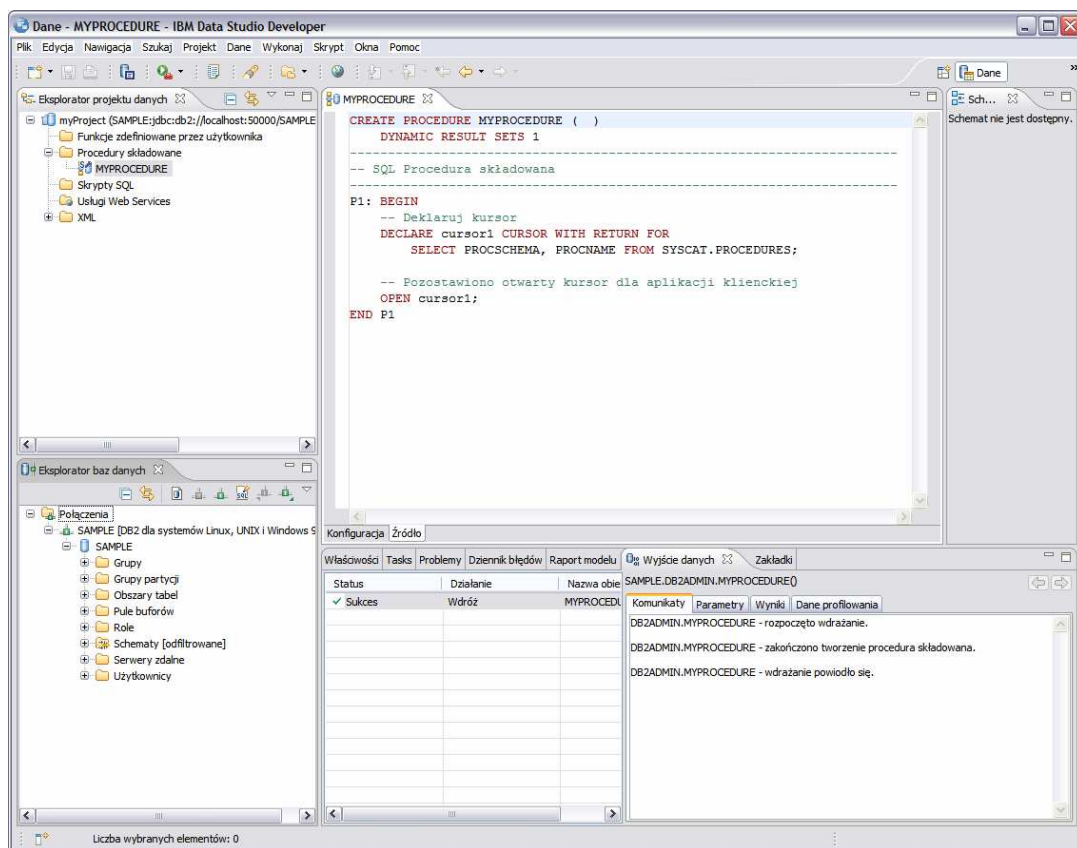 Dane - MYPROCEDURE - IBM Data Studio Developer
Plik Edycja Nawigacja Szukaj Projekt Dane Wykonaj Skrypt Okna Pomoc
Dane
Eksplorator projektu danych
myProject (SAMPLE:jdbc:db2://localhost:50000/SAMPLE
Funkcje zdefiniowane przez użytkownika
Procedury składowane
MYPROCEDURE
Skrypty SQL
Usługi Web Services
XML
MYPROCEDURE
CREATE PROCEDURE MYPROCEDURE ( )
DYNAMIC RESULT SETS 1
------------------------------------------------------------------------
-- SQL Procedura składowana
------------------------------------------------------------------------
P1: BEGIN
-- Deklaruj kursor
DECLARE cursor1 CURSOR WITH RETURN FOR
SELECT PROCSCHEMA, PROCNAME FROM SYSCAT.PROCEDURES;
-- Pozostawiono otwarty kursor dla aplikacji klienckiej
OPEN cursor1;
END P1
Konfiguracja Źródło
Sch...
Schemat nie jest dostępny.
Eksplorator baz danych
Połączenia
SAMPLE [DB2 dla systemów Linux, UNIX i Windows 9
SAMPLE
Grupy
Grupy partycji
Obszary tabel
Pule buforów
Role
Schematy [odfiltrowane]
Serwery zdalne
Użytkownicy
Właściwości Tasks Problemy Dziennik błędów Raport modelu Wyjście danych Zakładki
Status Działanie Nazwa obie
Sukces Wdróż MYPROCEDU
SAMPLE.DB2ADMIN.MYPROCEDURE()
Komunikaty Parametry Wyniki Dane profilowania
DB2ADMIN.MYPROCEDURE - rozpoczęto wdrażanie.
DB2ADMIN.MYPROCEDURE - zakończono tworzenie procedura składowana.
DB2ADMIN.MYPROCEDURE - wdrażanie powiodło się.
Liczba wybranych elementów: 0